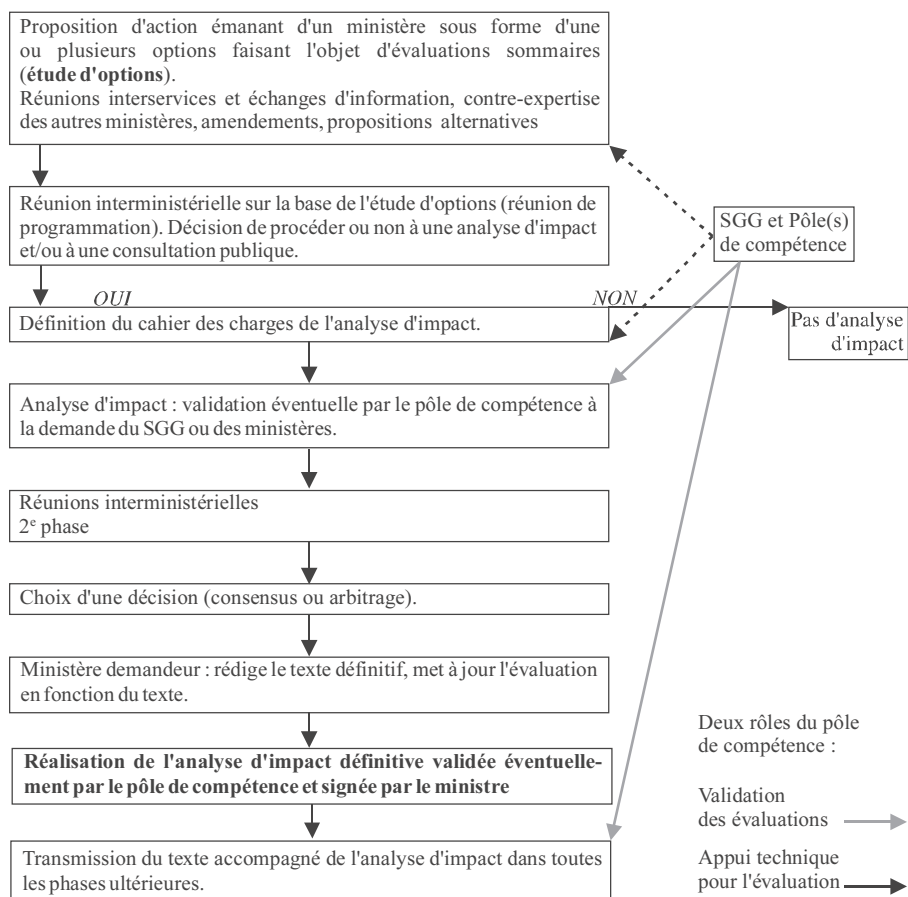 Proposition d'action émanant d'un ministère sous forme d'une
ou plusieurs options faisant l'objet d'évaluations sommaires
(étude d'options).
Réunions interservices et échanges d'information, contre-expertise
des autres ministères, amendements, propositions alternatives
Réunion interministérielle sur la base de l'étude d'options (réunion de
programmation). Décision de procéder ou non à une analyse d'impact
et/ou à une consultation publique.
SGG et Pôle(s)
de compétence
OUI
NON
Définition du cahier des charges de l'analyse d'impact.
Pas d'analyse
d'impact
Analyse d'impact : validation éventuelle par le pôle de compétence à
la demande du SGG ou des ministères.
Réunions interministérielles
2e phase
Choix d'une décision (consensus ou arbitrage).
Ministère demandeur : rédige le texte définitif, met à jour l'évaluation
en fonction du texte.
Réalisation de l'analyse d'impact définitive validée éventuelle-
ment par le pôle de compétence et signée par le ministre
Transmission du texte accompagné de l'analyse d'impact dans toutes
les phases ultérieures.
Deux rôles du pôle
de compétence :
Validation
des évaluations
Appui technique
pour l'évaluation